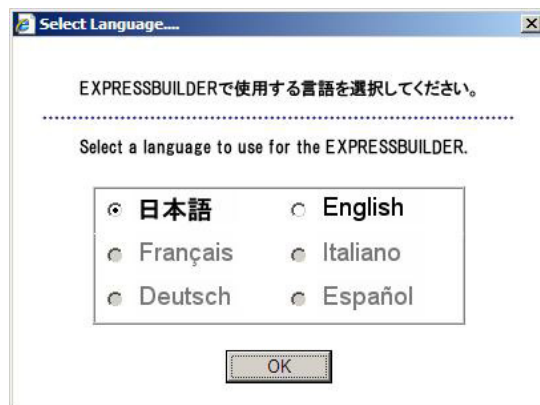 Select Language....
EXPRESSBUILDERで使用する言語を選択してください。
Select a language to use for the EXPRESSBUILDER.
日本語 English
Français Italiano
Deutsch Español
OK